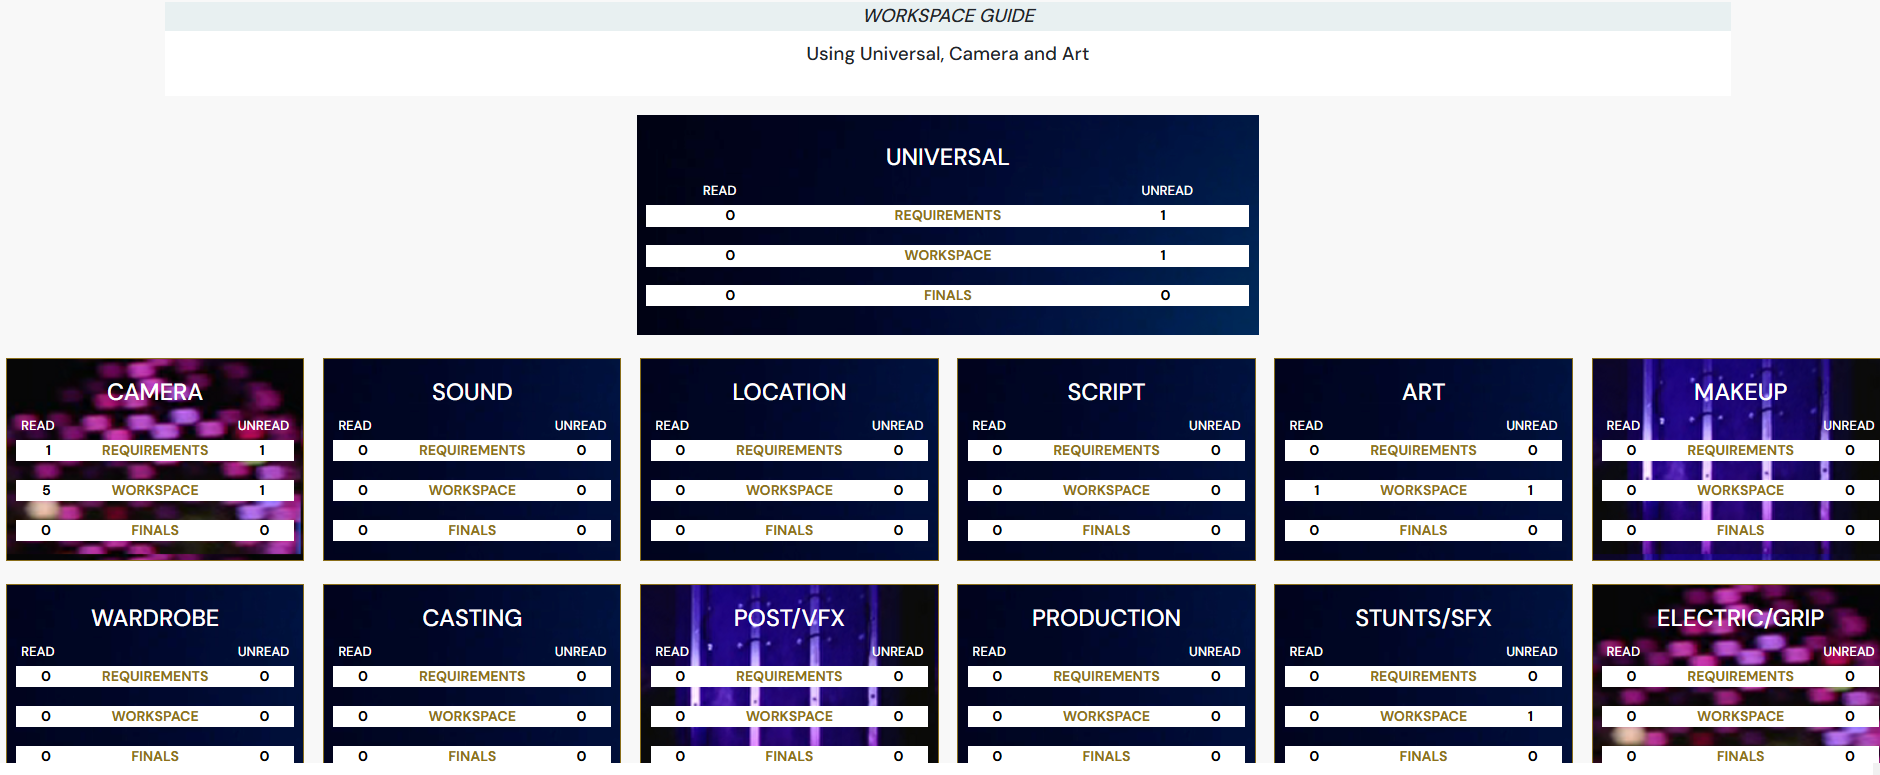 WORKSPACE GUIDE
Using Universal, Camera and Art
UNIVERSAL
READ UNREAD
0 REQUIREMENTS 1
0 WORKSPACE 1
0 FINALS 0
CAMERA
READ UNREAD
1 REQUIREMENTS 1
5 WORKSPACE 1
0 FINALS 0
SOUND
READ UNREAD
0 REQUIREMENTS 0
0 WORKSPACE 0
0 FINALS 0
LOCATION
READ UNREAD
0 REQUIREMENTS 0
0 WORKSPACE 0
0 FINALS 0
SCRIPT
READ UNREAD
0 REQUIREMENTS 0
0 WORKSPACE 0
0 FINALS 0
ART
READ UNREAD
0 REQUIREMENTS 0
1 WORKSPACE 1
0 FINALS 0
MAKEUP
READ UNREAD
0 REQUIREMENTS 0
0 WORKSPACE 0
0 FINALS 0
WARDROBE
READ UNREAD
0 REQUIREMENTS 0
0 WORKSPACE 0
0 FINALS 0
CASTING
READ UNREAD
0 REQUIREMENTS 0
0 WORKSPACE 0
0 FINALS 0
POST/VFX
READ UNREAD
0 REQUIREMENTS 0
0 WORKSPACE 0
0 FINALS 0
PRODUCTION
READ UNREAD
0 REQUIREMENTS 0
0 WORKSPACE 0
0 FINALS 0
STUNTS/SFX
READ UNREAD
0 REQUIREMENTS 0
0 WORKSPACE 1
0 FINALS 0
ELECTRIC/GRIP
READ UNREAD
0 REQUIREMENTS 0
0 WORKSPACE 0
0 FINALS 0